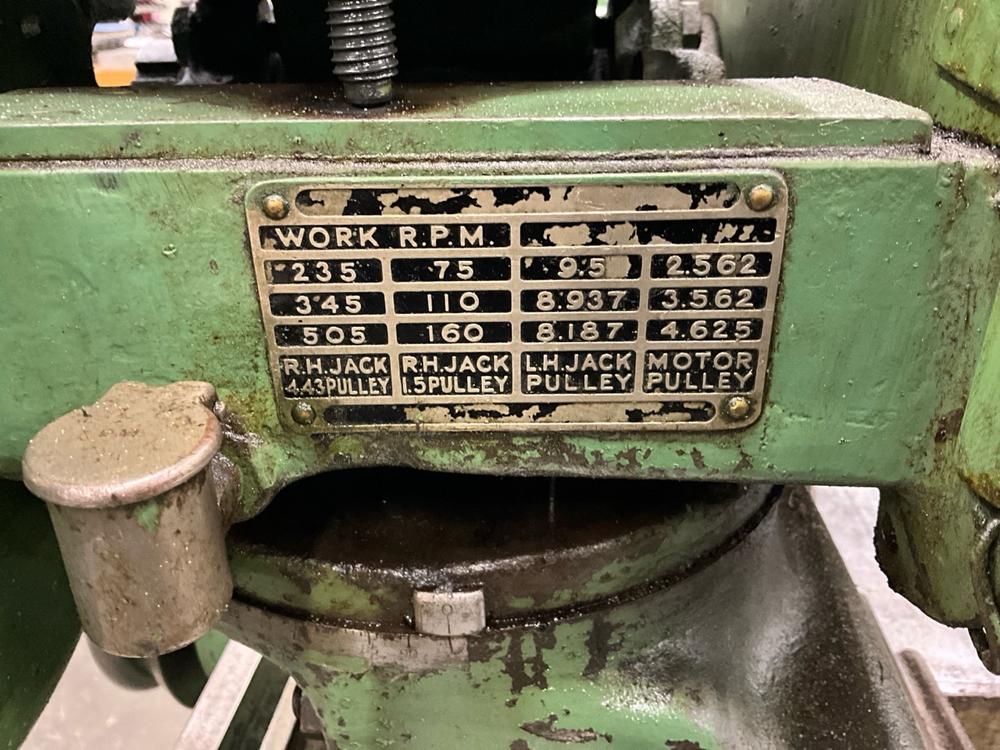 WORK R.P.M.
235 75 9.5 2.562
345 110 8.937 3.562
505 160 8.187 4.625
R.H.JACK R.H.JACK L.H.JACK MOTOR
4.43PULLEY 1.5PULLEY PULLEY PULLEY
0